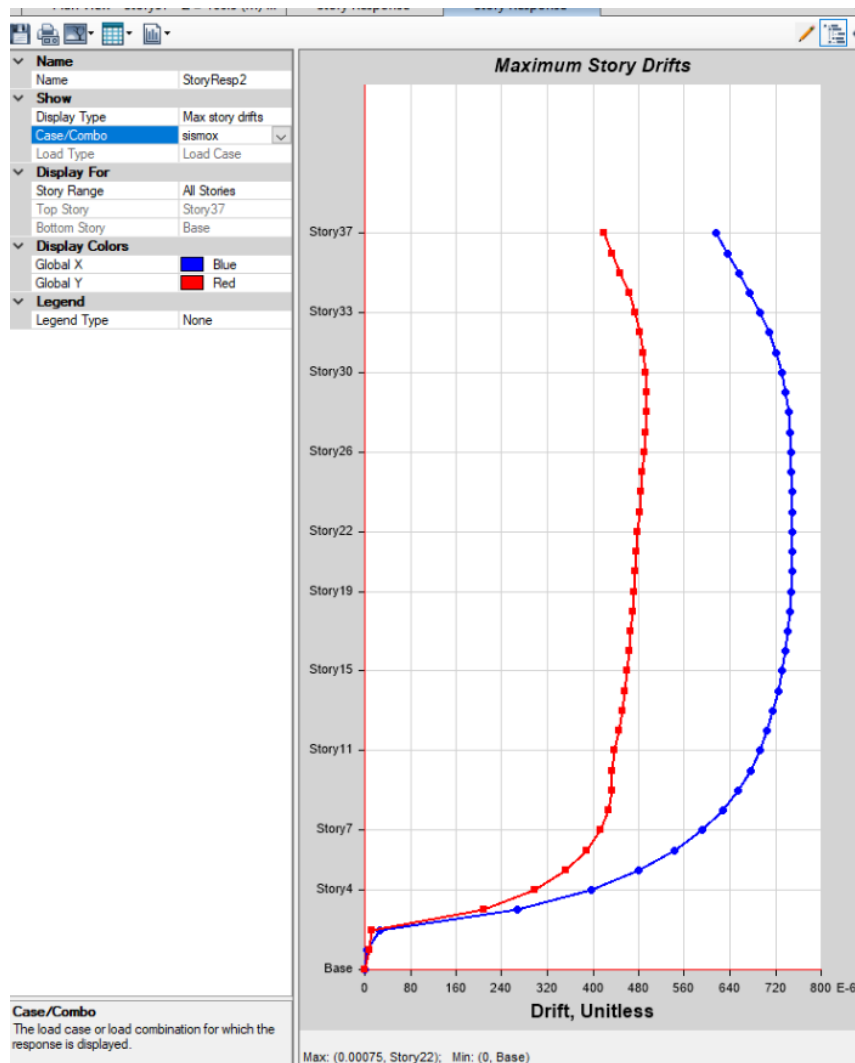 Name
Name StoryResp2
Show
Display Type Max story drifts
Case/Combo sismox
Load Type Load Case
Display For
Story Range All Stories
Top Story Story37
Bottom Story Base
Display Colors
Global X Blue
Global Y Red
Legend
Legend Type None
Case/Combo
The load case or load combination for which the
response is displayed.
Maximum Story Drifts
Story37
Story33
Story30
Story26
Story22
Story19
Story15
Story11
Story7
Story4
Base
0 80 160 240 320 400 480 560 640 720 800 E-6
Drift, Unitless
Max: (0.00075, Story22); Min: (0, Base)